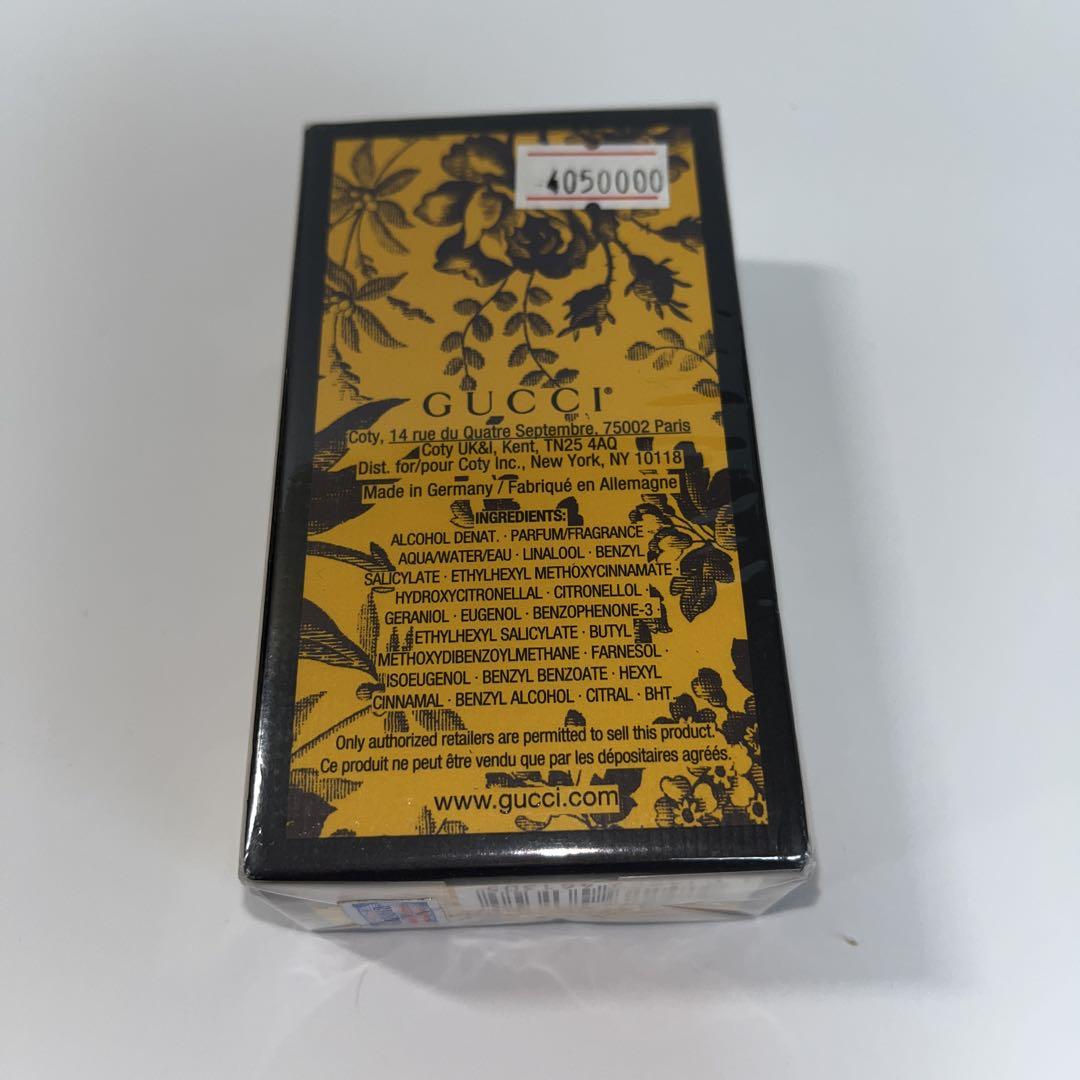 4050000
GUCCI®
Coty, 14 rue du Quatre Septembre, 75002 Paris
Coty UK&I, Kent, TN25 4AQ
Dist. for/pour Coty Inc., New York, NY 10118
Made in Germany / Fabriqué en Allemagne
INGREDIENTS:
ALCOHOL DENAT. · PARFUM/FRAGRANCE ·
AQUA/WATER/EAU · LINALOOL · BENZYL
SALICYLATE · ETHYLHEXYL METHOXYCINNAMATE ·
HYDROXYCITRONELLAL · CITRONELLOL ·
GERANIOL · EUGENOL · BENZOPHENONE-3 ·
ETHYLHEXYL SALICYLATE · BUTYL
METHOXYDIBENZOYLMETHANE · FARNESOL ·
ISOEUGENOL · BENZYL BENZOATE · HEXYL
CINNAMAL · BENZYL ALCOHOL · CITRAL · BHT
Only authorized retailers are permitted to sell this product.
Ce produit ne peut être vendu que par les dépositaires agréés.
www.gucci.com